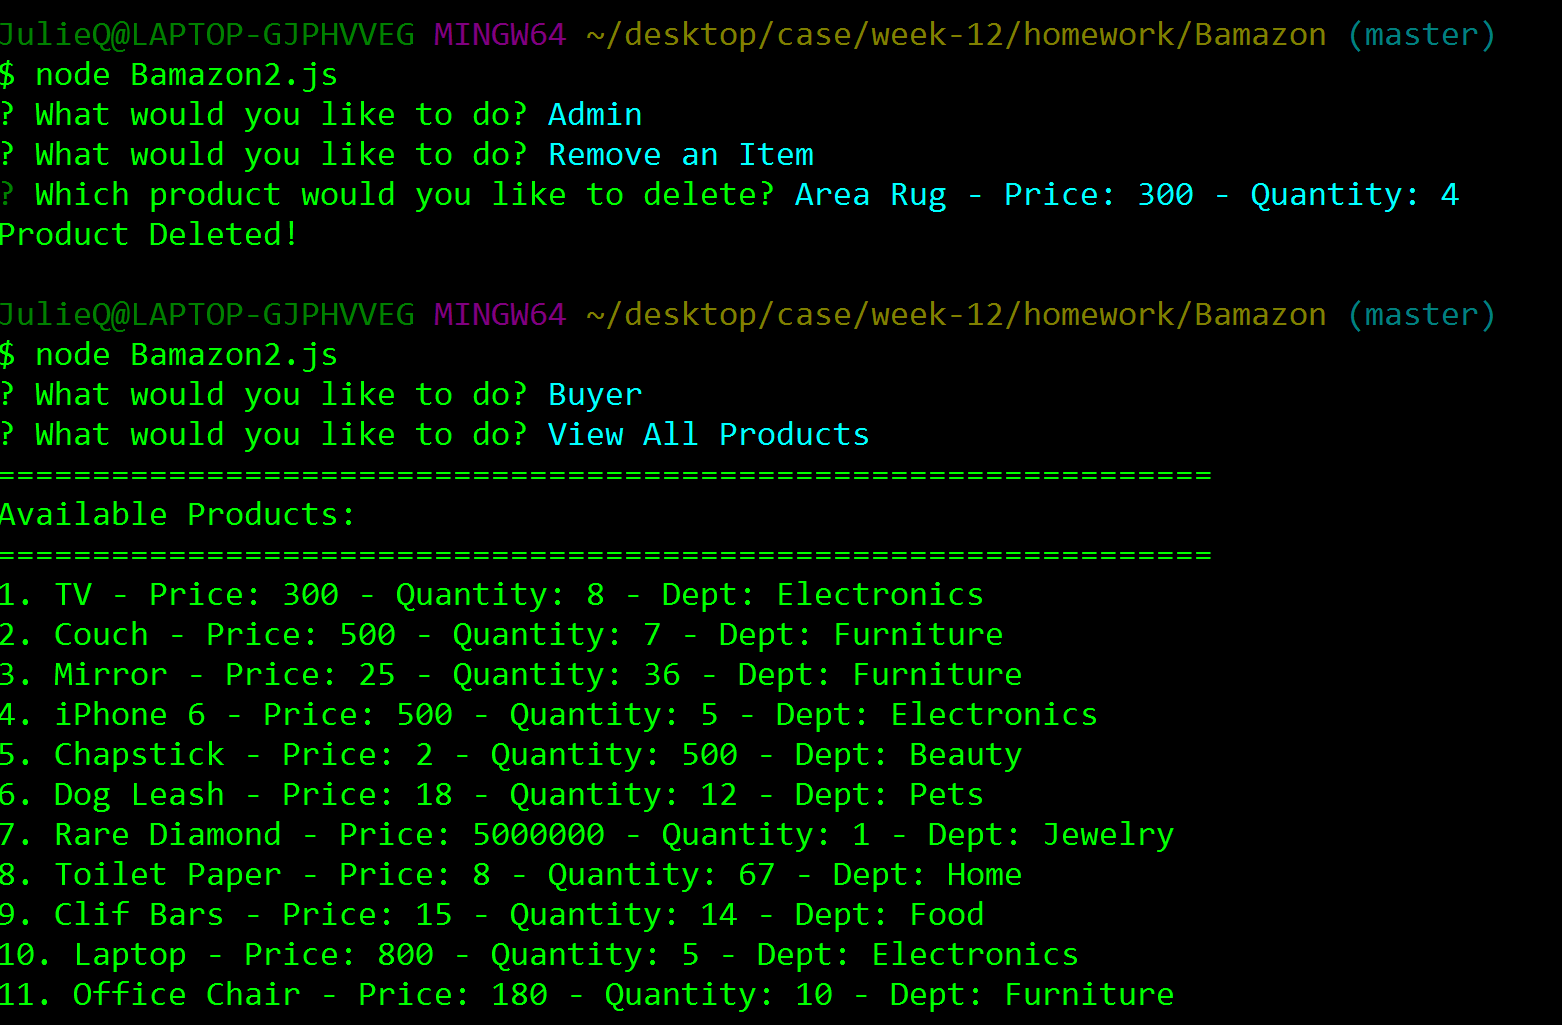 JulieQ@LAPTOP-GJPHVVEG MINGW64 ~/desktop/case/week-12/homework/Bamazon (master)
$ node Bamazon2.js
? What would you like to do? Admin
? What would you like to do? Remove an Item
? Which product would you like to delete? Area Rug - Price: 300 - Quantity: 4
Product Deleted!
JulieQ@LAPTOP-GJPHVVEG MINGW64 ~/desktop/case/week-12/homework/Bamazon (master)
$ node Bamazon2.js
? What would you like to do? Buyer
? What would you like to do? View All Products
================================================================
Available Products:
================================================================
1. TV - Price: 300 - Quantity: 8 - Dept: Electronics
2. Couch - Price: 500 - Quantity: 7 - Dept: Furniture
3. Mirror - Price: 25 - Quantity: 36 - Dept: Furniture
4. iPhone 6 - Price: 500 - Quantity: 5 - Dept: Electronics
5. Chapstick - Price: 2 - Quantity: 500 - Dept: Beauty
6. Dog Leash - Price: 18 - Quantity: 12 - Dept: Pets
7. Rare Diamond - Price: 5000000 - Quantity: 1 - Dept: Jewelry
8. Toilet Paper - Price: 8 - Quantity: 67 - Dept: Home
9. Clif Bars - Price: 15 - Quantity: 14 - Dept: Food
10. Laptop - Price: 800 - Quantity: 5 - Dept: Electronics
11. Office Chair - Price: 180 - Quantity: 10 - Dept: Furniture